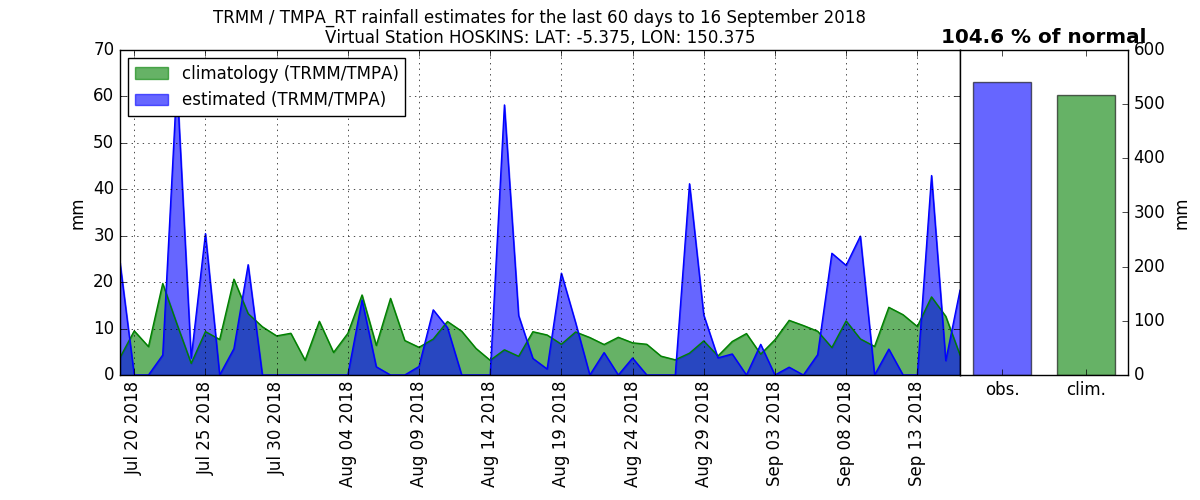 TRMM / TMPA_RT rainfall estimates for the last 60 days to 16 September 2018
Virtual Station HOSKINS: LAT: -5.375, LON: 150.375
104.6 % of normal
climatology (TRMM/TMPA)
estimated (TRMM/TMPA)
70
60
50
40
30
20
10
0
mm
600
500
400
300
200
100
0
mm
Jul 20 2018
Jul 25 2018
Jul 30 2018
Aug 04 2018
Aug 09 2018
Aug 14 2018
Aug 19 2018
Aug 24 2018
Aug 29 2018
Sep 03 2018
Sep 08 2018
Sep 13 2018
obs.
clim.